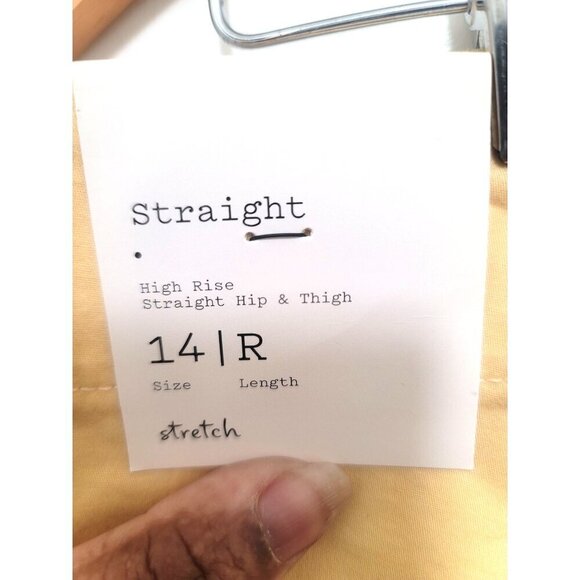 Straight
High Rise
Straight Hip & Thigh
14|R
Size Length
stretch